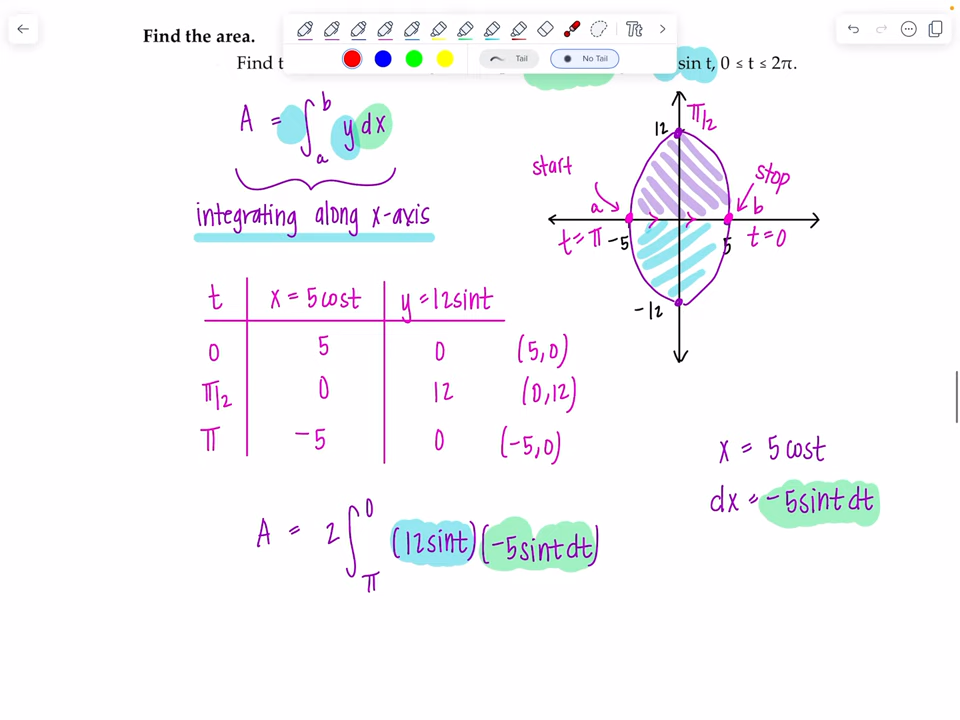 Find the area.
Find t sin t, 0 ≤ t ≤ 2π.
Tt
Tail
No Tail
A = ∫ₐᵇ y dx
integrating along x-axis
12
π/2
start
stop
a
b
t = π
-5
5
t = 0
-12
t x = 5cost y = 12sint
0 5 0 (5,0)
π/2 0 12 (0,12)
π -5 0 (-5,0)
x = 5cost
dx = -5sint dt
A = 2 ∫_π^0 (12sint)(-5sint dt)